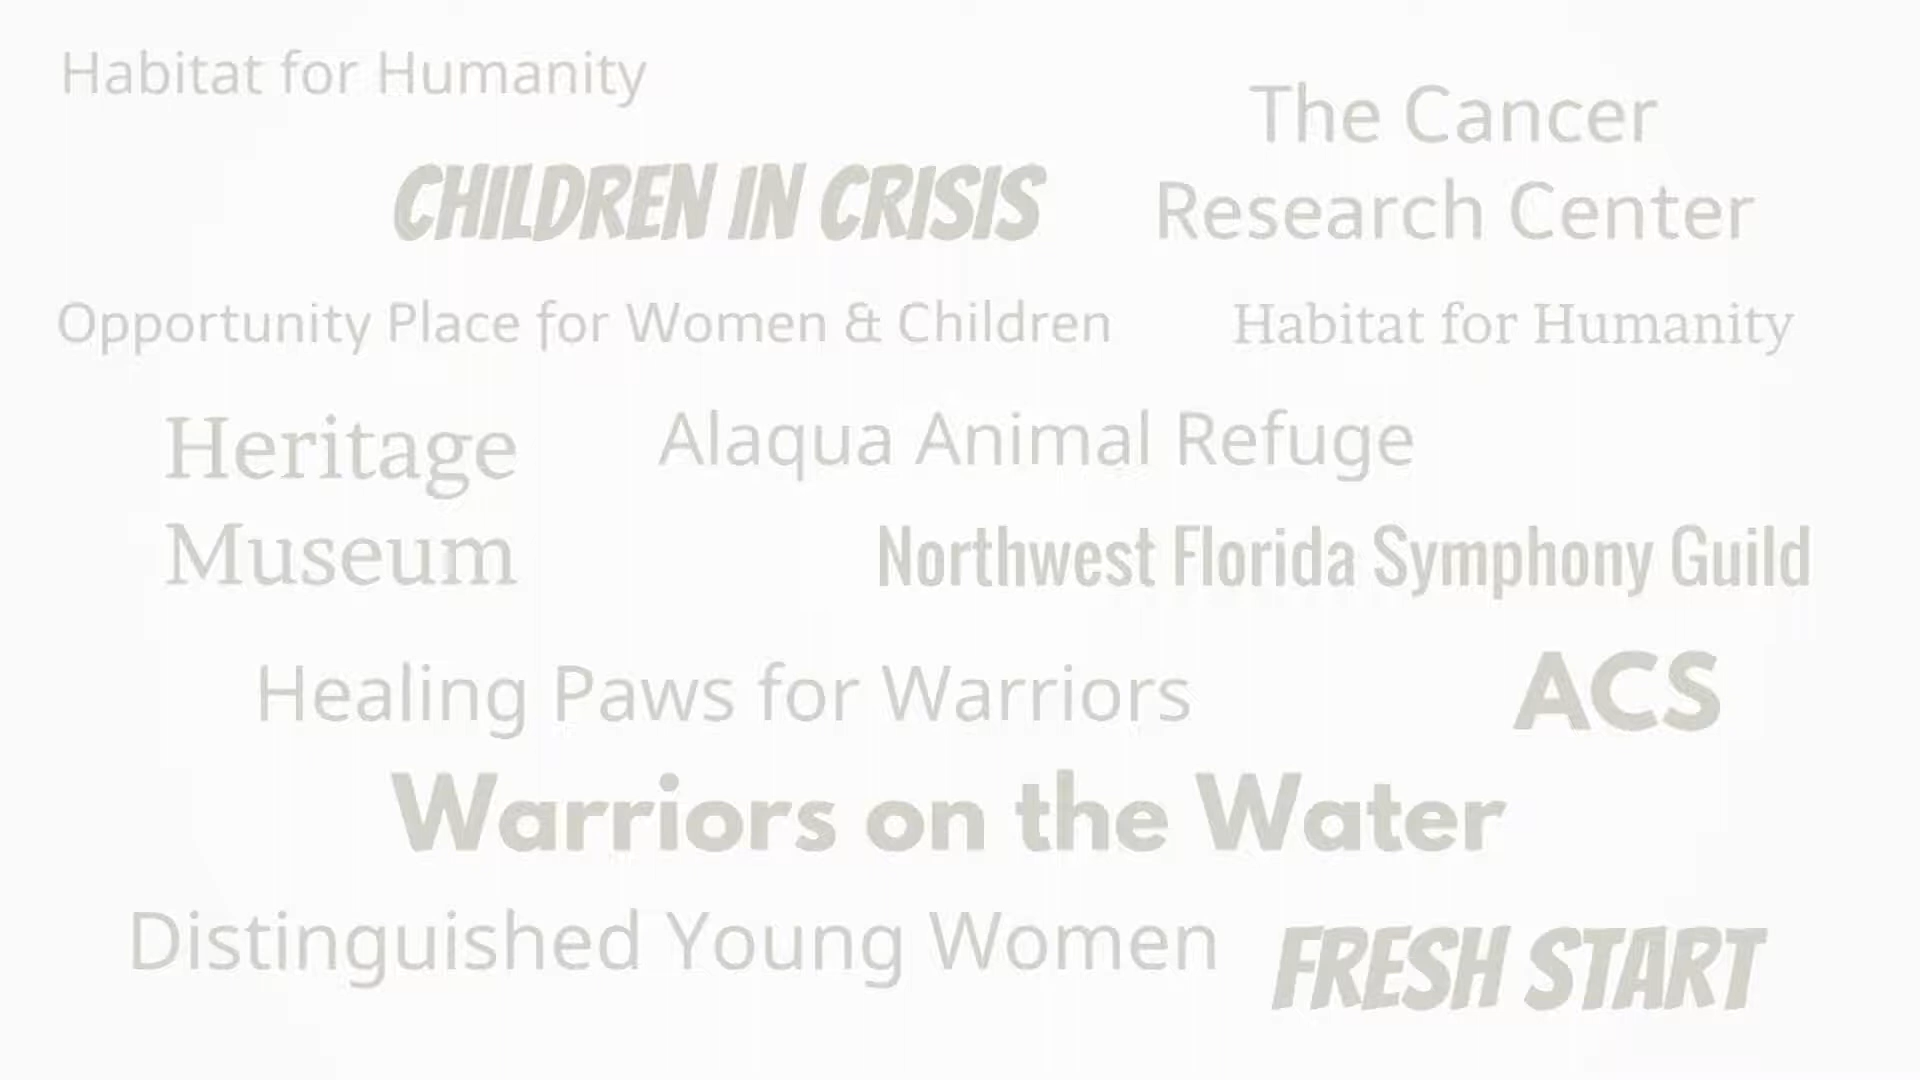 Habitat for Humanity
The Cancer
Research Center
CHILDREN IN CRISIS
Opportunity Place for Women & Children
Habitat for Humanity
Heritage
Museum
Alaqua Animal Refuge
Northwest Florida Symphony Guild
Healing Paws for Warriors
ACS
Warriors on the Water
Distinguished Young Women
FRESH START